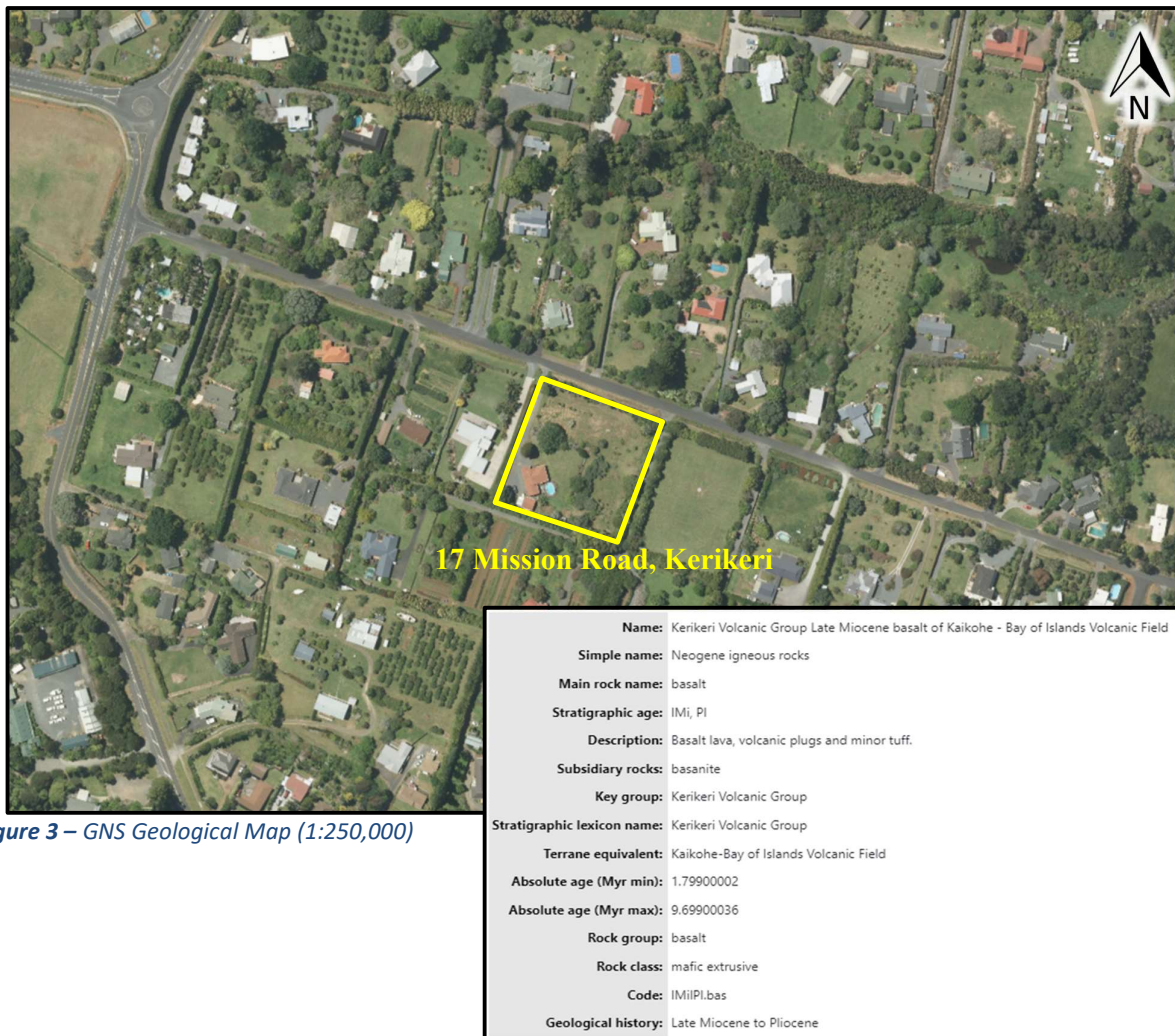 N
17 Mission Road, Kerikeri
Name: Kerikeri Volcanic Group Late Miocene basalt of Kaikohe - Bay of Islands Volcanic Field
Simple name: Neogene igneous rocks
Main rock name: basalt
Stratigraphic age: lMi, Pl
Description: Basalt lava, volcanic plugs and minor tuff.
Subsidiary rocks: basanite
Key group: Kerikeri Volcanic Group
Stratigraphic lexicon name: Kerikeri Volcanic Group
Terrane equivalent: Kaikohe-Bay of Islands Volcanic Field
Absolute age (Myr min): 1.79900002
Absolute age (Myr max): 9.69900036
Rock group: basalt
Rock class: mafic extrusive
Code: lMilPl.bas
Geological history: Late Miocene to Pliocene
gure 3 – GNS Geological Map (1:250,000)